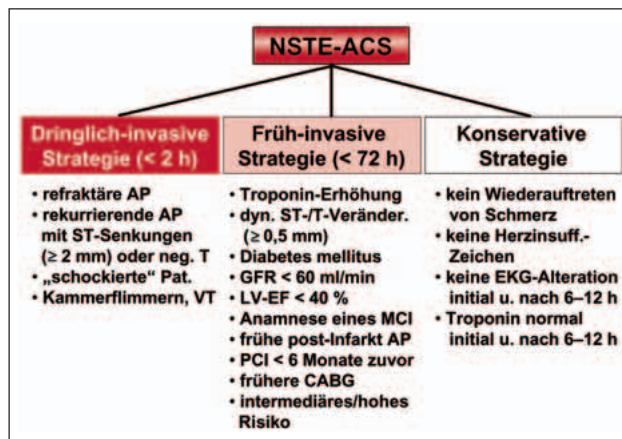 NSTE-ACS
Dringlich-invasive
Strategie (< 2 h)
• refraktäre AP
• rekurrierende AP
mit ST-Senkungen
(≥ 2 mm) oder neg. T
• „schockierte“ Pat.
• Kammerflimmern, VT
Früh-invasive
Strategie (< 72 h)
• Troponin-Erhöhung
• dyn. ST-/T-Veränder.
(≥ 0,5 mm)
• Diabetes mellitus
• GFR < 60 ml/min
• LV-EF < 40 %
• Anamnese eines MCI
• frühe post-Infarkt AP
• PCI < 6 Monate zuvor
• frühere CABG
• intermediäres/hohes
Risiko
Konservative
Strategie
• kein Wiederauftreten
von Schmerz
• keine Herzinsuff.-
Zeichen
• keine EKG-Alteration
initial u. nach 6–12 h
• Troponin normal
initial u. nach 6–12 h